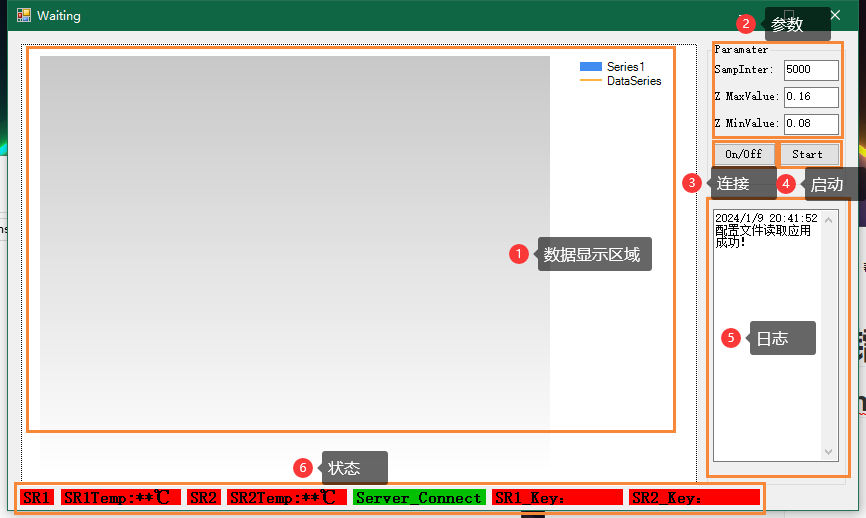 Waiting
2 参数
Series1
DataSeries
Paramater
SampInter: 5000
Z MaxValue: 0.16
Z MinValue: 0.08
On/Off
Start
3 连接
4 启动
2024/1/9 20:41:52
配置文件读取应用
成功!
1 数据显示区域
5 日志
6 状态
SR1 SR1Temp:**℃ SR2 SR2Temp:**℃ Server_Connect SR1_Key: SR2_Key: